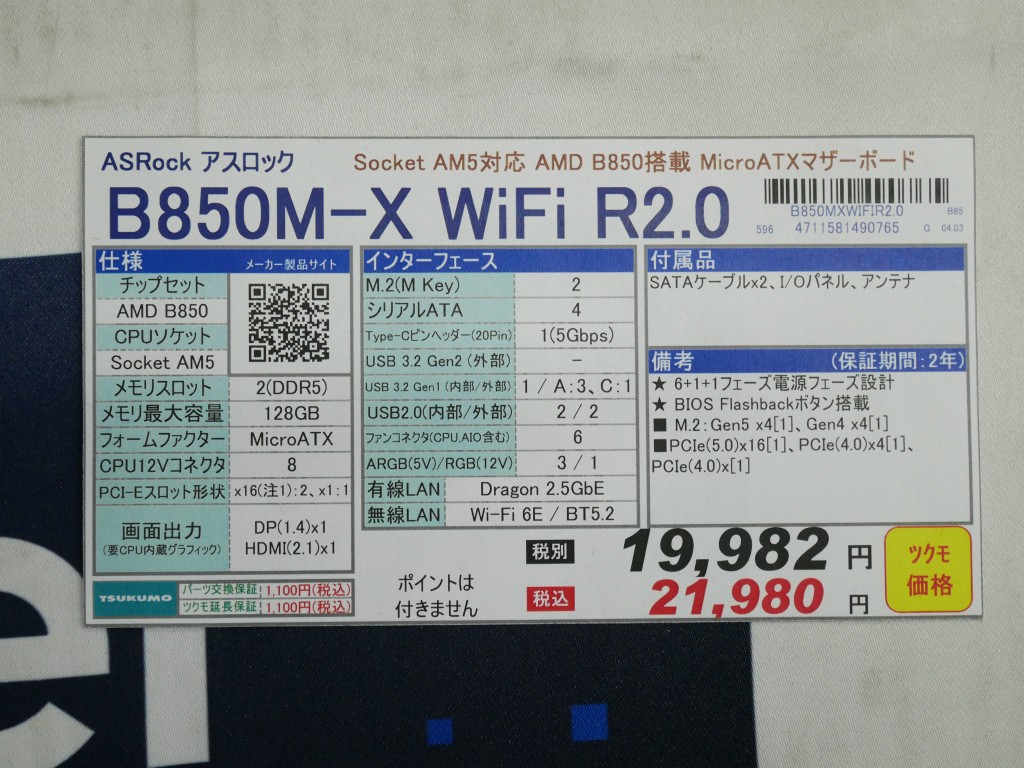 ASRock アスロック
Socket AM5対応 AMD B850搭載 MicroATXマザーボード
B850M-X WiFi R2.0
B850MXWIFIR2.0 B85
596 4711581490765 G 04.03
仕様 メーカー製品サイト
チップセット
AMD B850
CPUソケット
Socket AM5
メモリスロット 2(DDR5)
メモリ最大容量 128GB
フォームファクター MicroATX
CPU12Vコネクタ 8
PCI-Eスロット形状 x16(注1):2、x1:1
画面出力
(要CPU内蔵グラフィック)
DP(1.4)x1
HDMI(2.1)x1
TSUKUMO
パーツ交換保証 1,100円(税込)
ツクモ延長保証 1,100円(税込)
インターフェース
M.2(M Key) 2
シリアルATA 4
Type-Cピンヘッダー(20Pin) 1(5Gbps)
USB 3.2 Gen2 (外部) −
USB 3.2 Gen1 (内部/外部) 1 / A:3、C:1
USB2.0(内部/外部) 2 / 2
ファンコネクタ(CPU,AIO含む) 6
ARGB(5V)/RGB(12V) 3 / 1
有線LAN Dragon 2.5GbE
無線LAN Wi-Fi 6E / BT5.2
付属品
SATAケーブルx2、I/Oパネル、アンテナ
備考 (保証期間:2年)
★ 6+1+1フェーズ電源フェーズ設計
★ BIOS Flashbackボタン搭載
■ M.2:Gen5 x4[1]、Gen4 x4[1]
■PCIe(5.0)x16[1]、PCIe(4.0)x4[1]、
PCIe(4.0)x[1]
ポイントは
付きません
税別 19,982 円
税込 21,980 円
ツクモ
価格
er